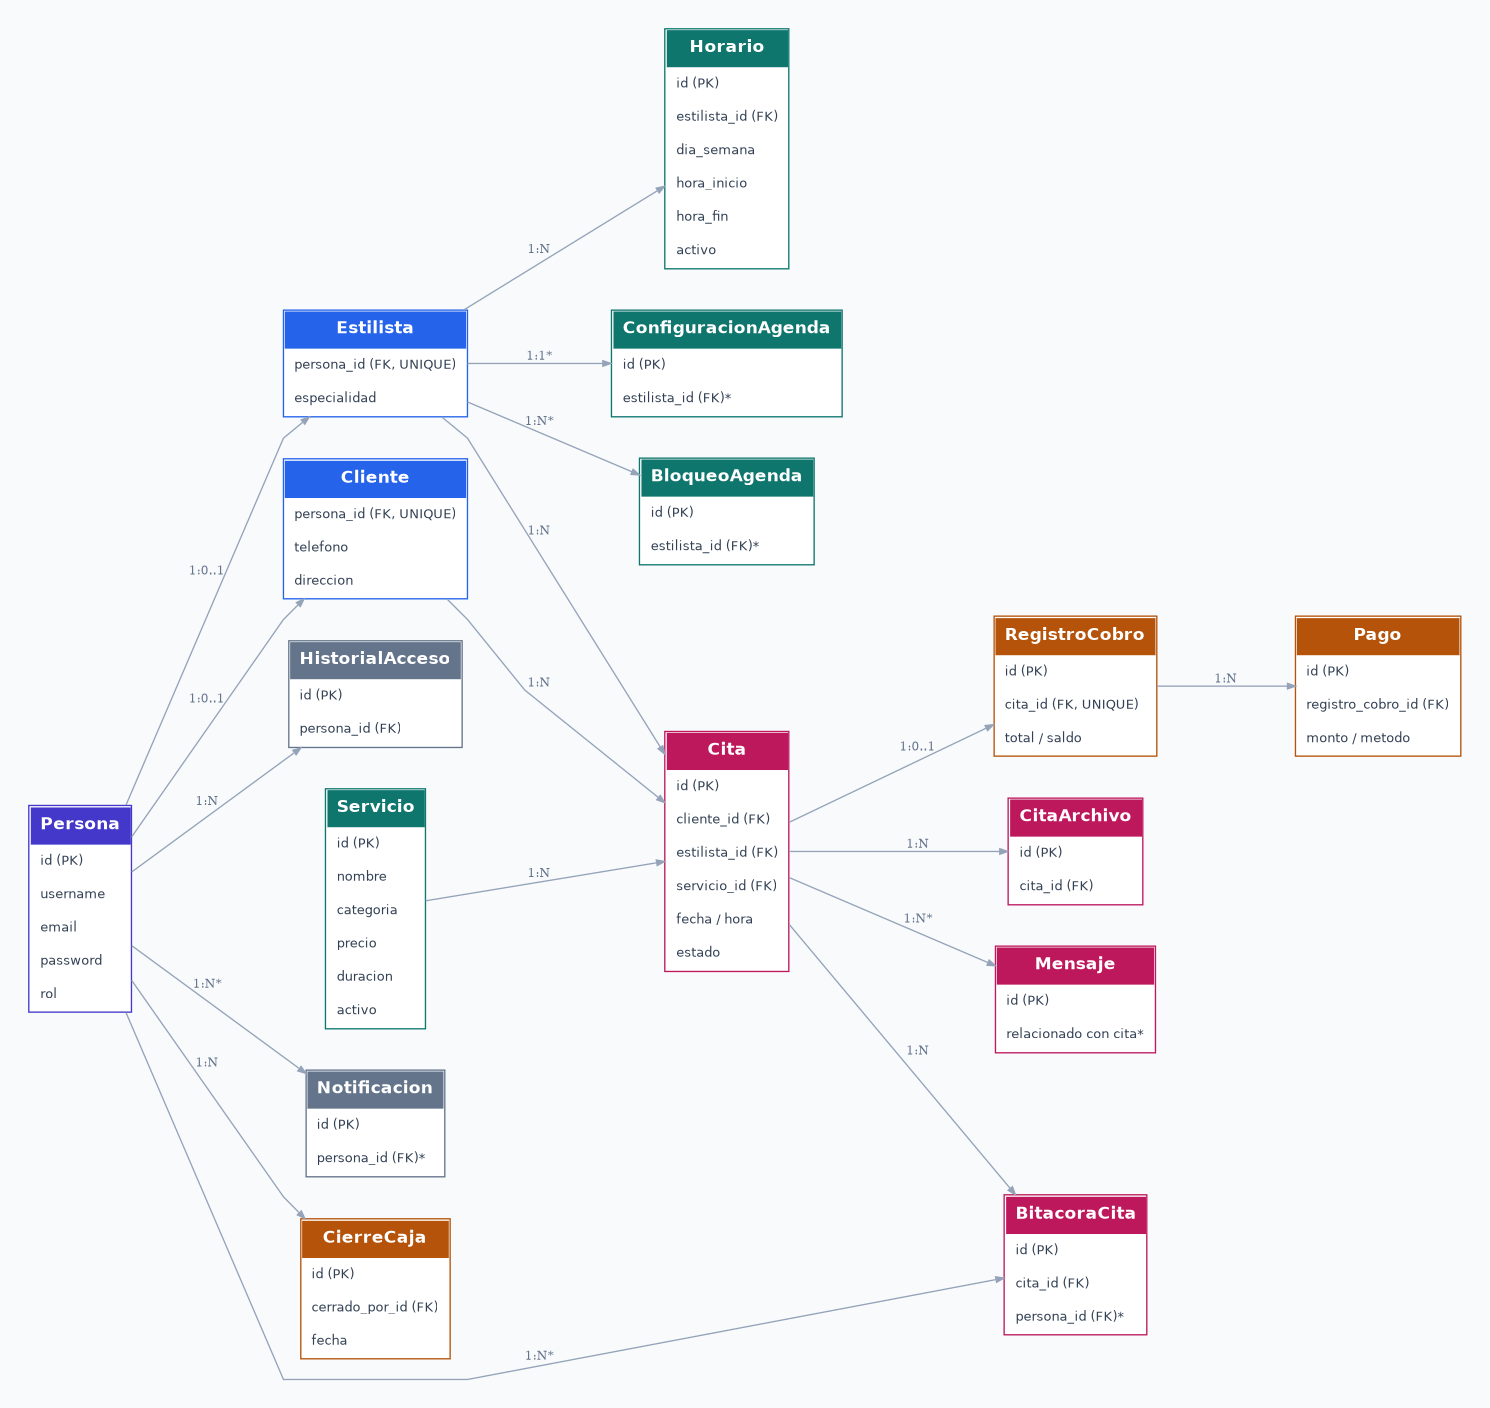 Horario
id (PK)
estilista_id (FK)
dia_semana
hora_inicio
hora_fin
activo
1:N
Estilista
persona_id (FK, UNIQUE)
especialidad
1:1*
ConfiguracionAgenda
id (PK)
estilista_id (FK)*
1:N*
BloqueoAgenda
id (PK)
estilista_id (FK)*
Cliente
persona_id (FK, UNIQUE)
telefono
direccion
1:N
1:0..1
1:0..1
1:N
HistorialAcceso
id (PK)
persona_id (FK)
1:N
RegistroCobro
id (PK)
cita_id (FK, UNIQUE)
total / saldo
1:N
Pago
id (PK)
registro_cobro_id (FK)
monto / metodo
Persona
id (PK)
username
email
password
rol
Servicio
id (PK)
nombre
categoria
precio
duracion
activo
1:N
Cita
id (PK)
cliente_id (FK)
estilista_id (FK)
servicio_id (FK)
fecha / hora
estado
1:0..1
1:N
CitaArchivo
id (PK)
cita_id (FK)
1:N*
Mensaje
id (PK)
relacionado con cita*
1:N
1:N*
1:N
Notificacion
id (PK)
persona_id (FK)*
CierreCaja
id (PK)
cerrado_por_id (FK)
fecha
1:N*
BitacoraCita
id (PK)
cita_id (FK)
persona_id (FK)*